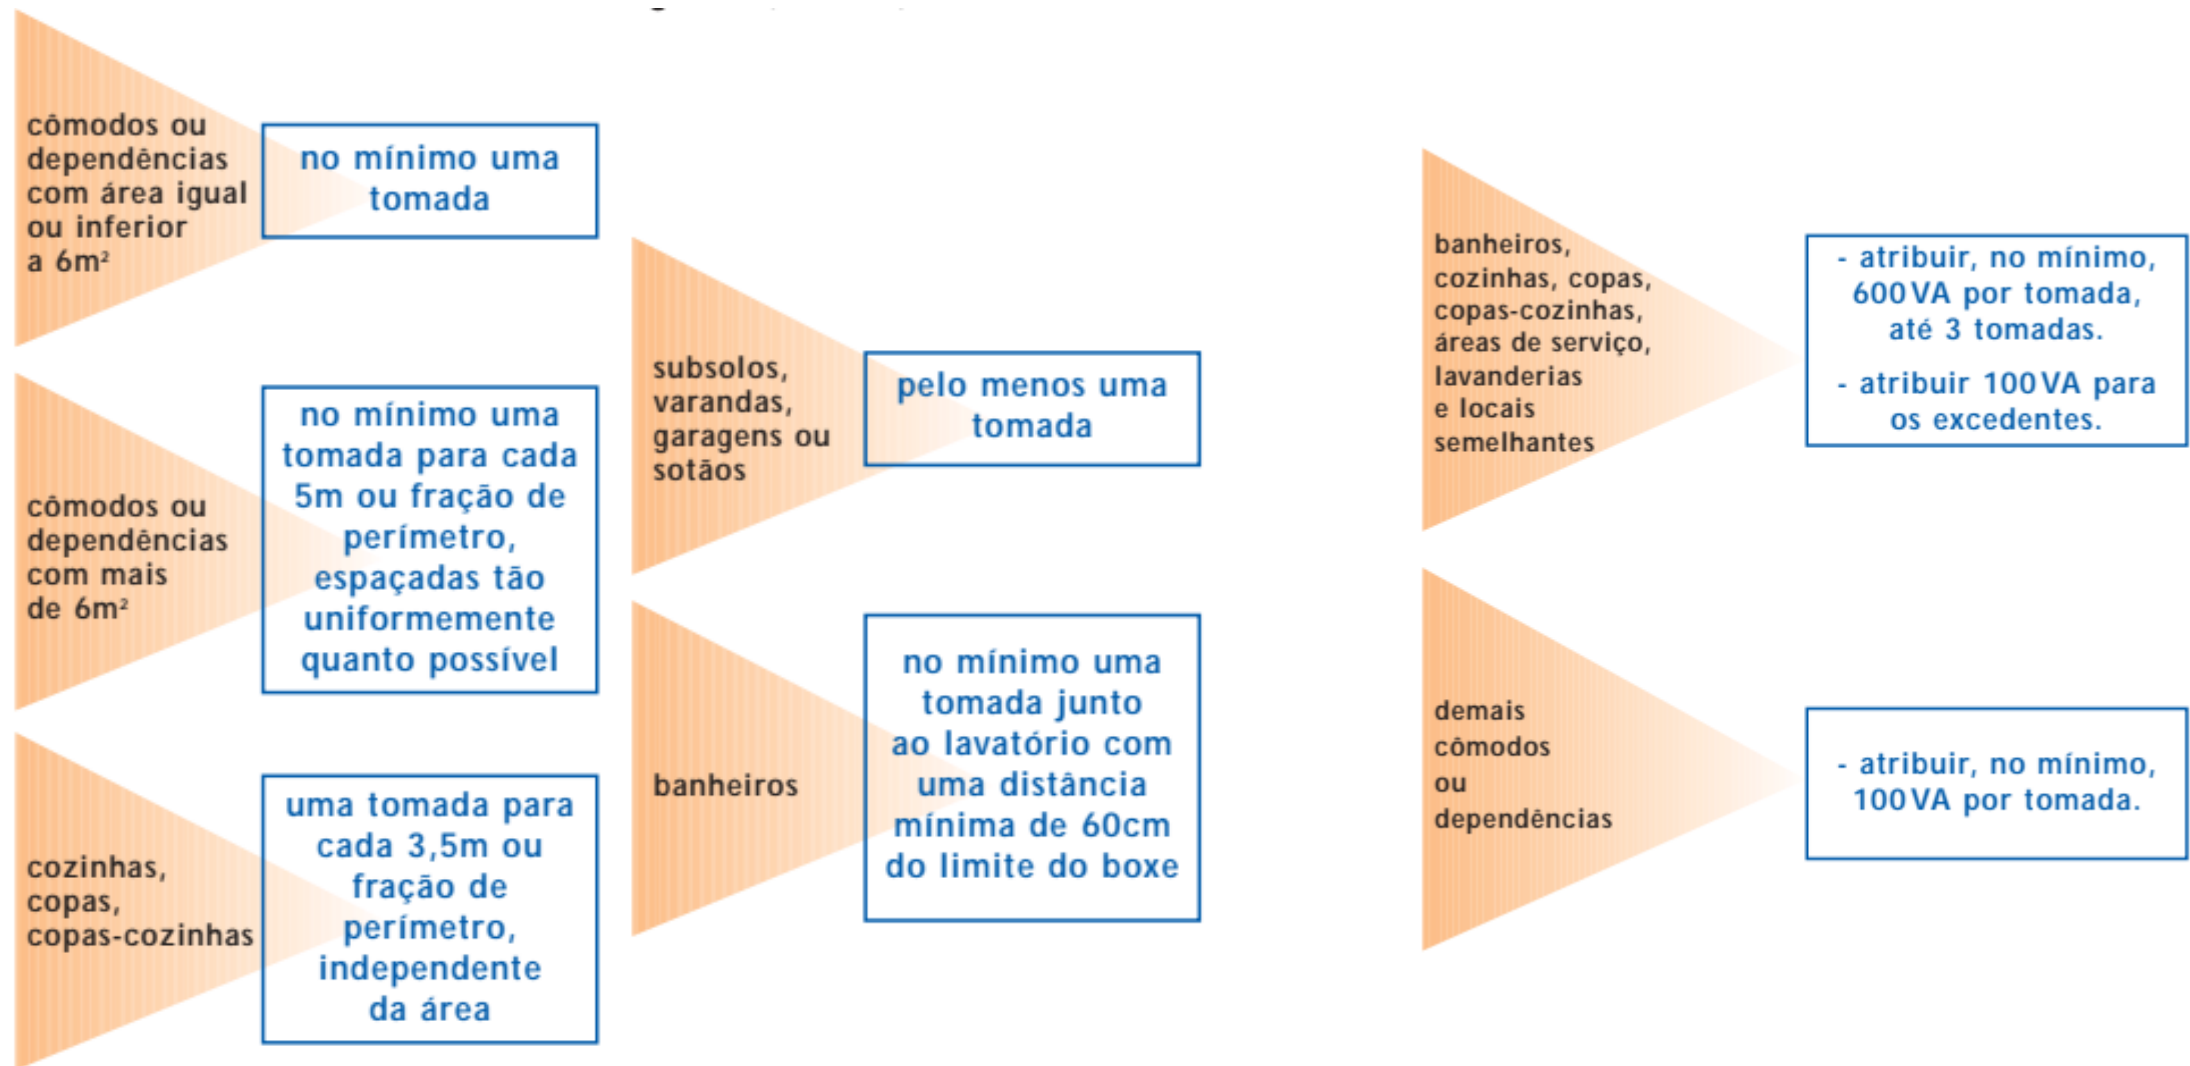 cômodos ou
dependências
com área igual
ou inferior
a 6m²
no mínimo uma
tomada
cômodos ou
dependências
com mais
de 6m²
no mínimo uma
tomada para cada
5m ou fração de
perímetro,
espaçadas tão
uniformemente
quanto possível
cozinhas,
copas,
copas-cozinhas
uma tomada para
cada 3,5m ou
fração de
perímetro,
independente
da área
subsolos,
varandas,
garagens ou
sotãos
pelo menos uma
tomada
banheiros
no mínimo uma
tomada junto
ao lavatório com
uma distância
mínima de 60cm
do limite do boxe
banheiros,
cozinhas, copas,
copas-cozinhas,
áreas de serviço,
lavanderias
e locais
semelhantes
- atribuir, no mínimo,
600VA por tomada,
até 3 tomadas.
- atribuir 100VA para
os excedentes.
demais
cômodos
ou
dependências
- atribuir, no mínimo,
100VA por tomada.